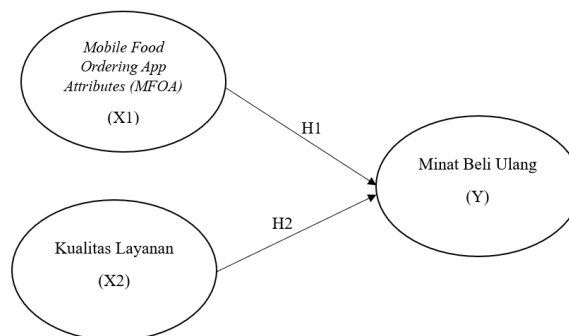 Mobile Food
Ordering App
Attributes (MFOA)
(X1)
H1
Minat Beli Ulang
(Y)
H2
Kualitas Layanan
(X2)